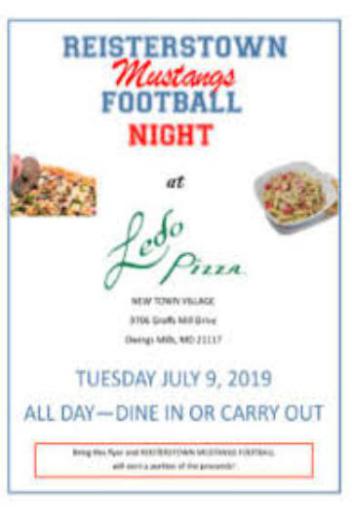 REISTERSTOWN
Mustangs
FOOTBALL
NIGHT
at
Ledo
Pizza
NEW TOWN VILLAGE
9706 Groffs Mill Drive
Owings Mills, MD 21117
TUESDAY JULY 9, 2019
ALL DAY—DINE IN OR CARRY OUT
Bring this flyer and REISTERSTOWN MUSTANGS FOOTBALL
will earn a portion of the proceeds!